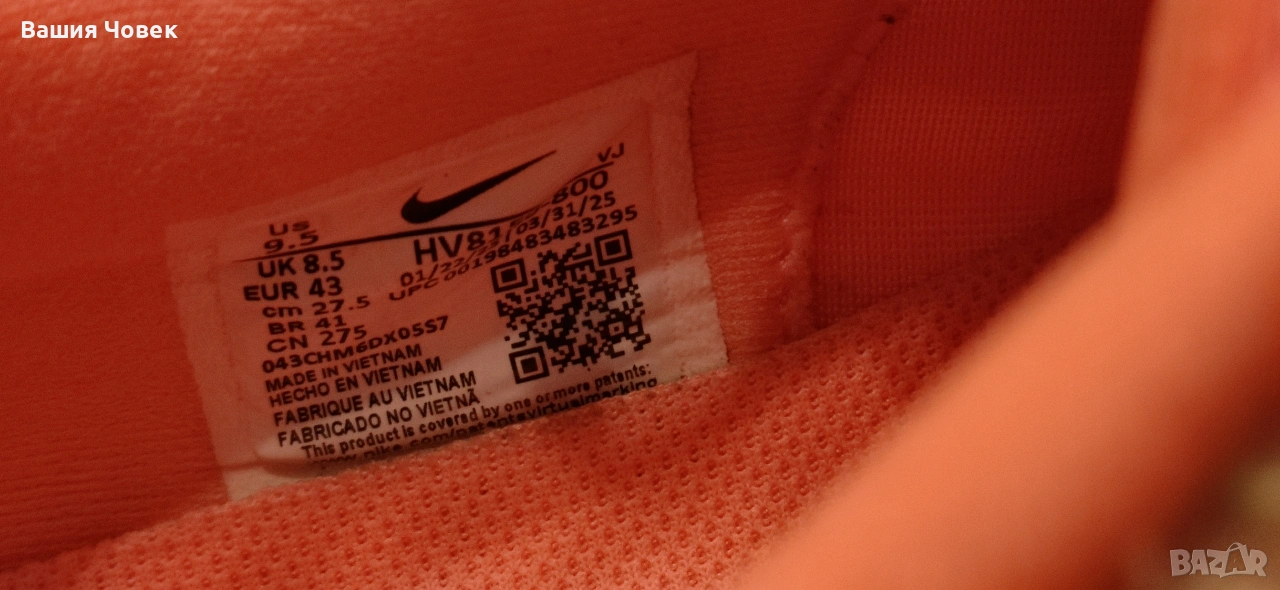 Вашия Човек
US
9.5
UK 8.5
EUR 43
cm 27.5
BR 41
CN 275
043CHM6DX05S7
MADE IN VIETNAM
HECHO EN VIETNAM
FABRIQUE AU VIETNAM
FABRICADO NO VIETNÃ
This product is covered by one or more patents:
VJ
800
03/31/25
UPC 00198483483295
BAZAR